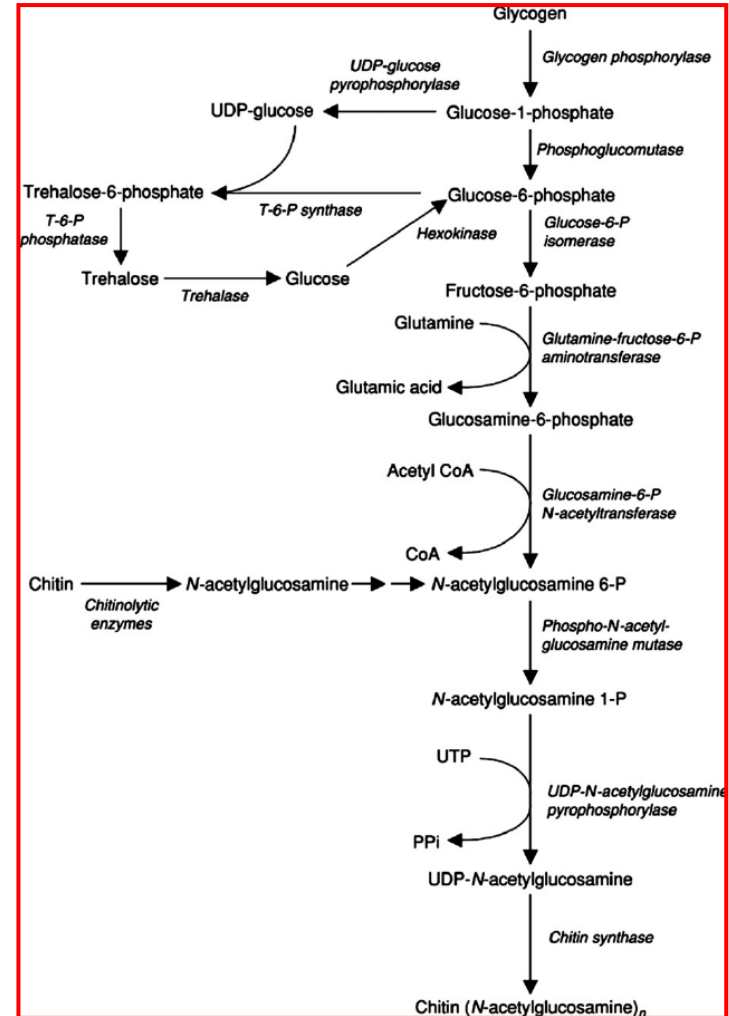 Glycogen
Glycogen phosphorylase
UDP-glucose
pyrophosphorylase
UDP-glucose
Glucose-1-phosphate
Phosphoglucomutase
Trehalose-6-phosphate
T-6-P synthase
Glucose-6-phosphate
T-6-P
phosphatase
Hexokinase
Glucose-6-P
isomerase
Trehalose
Trehalase
Glucose
Fructose-6-phosphate
Glutamine
Glutamine-fructose-6-P
aminotransferase
Glutamic acid
Glucosamine-6-phosphate
Acetyl CoA
Glucosamine-6-P
N-acetyltransferase
CoA
Chitin
Chitinolytic
enzymes
N-acetylglucosamine
N-acetylglucosamine 6-P
Phospho-N-acetyl-
glucosamine mutase
N-acetylglucosamine 1-P
UTP
UDP-N-acetylglucosamine
pyrophosphorylase
PPi
UDP-N-acetylglucosamine
Chitin synthase
Chitin (N-acetylglucosamine)n